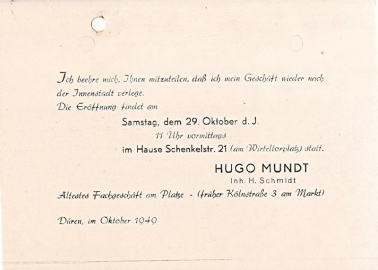 Ich beehre mich, Ihnen mitzuteilen, daß ich mein Geschäft wieder nach
der Innenstadt verlege.
Die Eröffnung findet am
Samstag, dem 29. Oktober d. J.
11 Uhr vormittags
im Hause Schenkelstr. 21 (am Wirteltorplatz) statt.
HUGO MUNDT
Inh. H. Schmidt
Ältestes Fachgeschäft am Platze - (früher Kölnstraße 3 am Markt)
Düren, im Oktober 1949